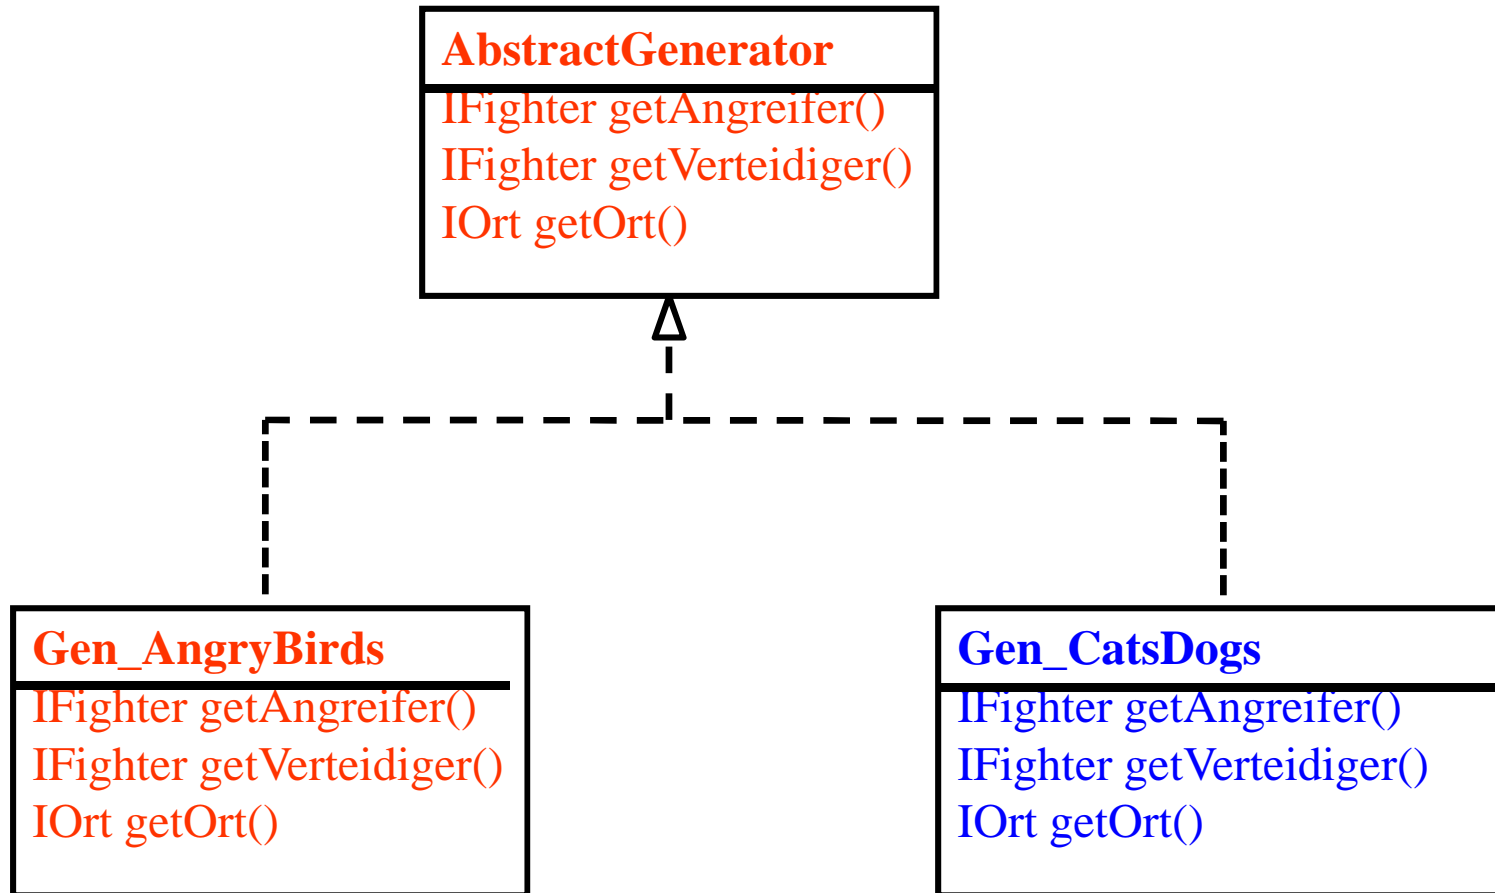 AbstractGenerator
IFighter getAngreifer()
IFighter getVerteidiger()
IOrt getOrt()
Gen_AngryBirds
IFighter getAngreifer()
IFighter getVerteidiger()
IOrt getOrt()
Gen_CatsDogs
IFighter getAngreifer()
IFighter getVerteidiger()
IOrt getOrt()